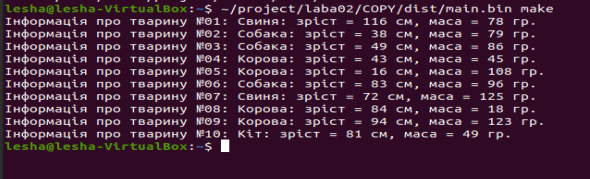 lesha@lesha-VirtualBox:~$ ~/project/laba02/COPY/dist/main.bin make
Інформація про тварину №01: Свиня: зріст = 116 см, маса = 78 гр.
Інформація про тварину №02: Собака: зріст = 38 см, маса = 79 гр.
Інформація про тварину №03: Собака: зріст = 49 см, маса = 86 гр.
Інформація про тварину №04: Корова: зріст = 43 см, маса = 45 гр.
Інформація про тварину №05: Корова: зріст = 16 см, маса = 108 гр.
Інформація про тварину №06: Собака: зріст = 83 см, маса = 96 гр.
Інформація про тварину №07: Свиня: зріст = 72 см, маса = 125 гр.
Інформація про тварину №08: Корова: зріст = 84 см, маса = 18 гр.
Інформація про тварину №09: Корова: зріст = 94 см, маса = 123 гр.
Інформація про тварину №10: Кіт: зріст = 81 см, маса = 49 гр.
lesha@lesha-VirtualBox:~$